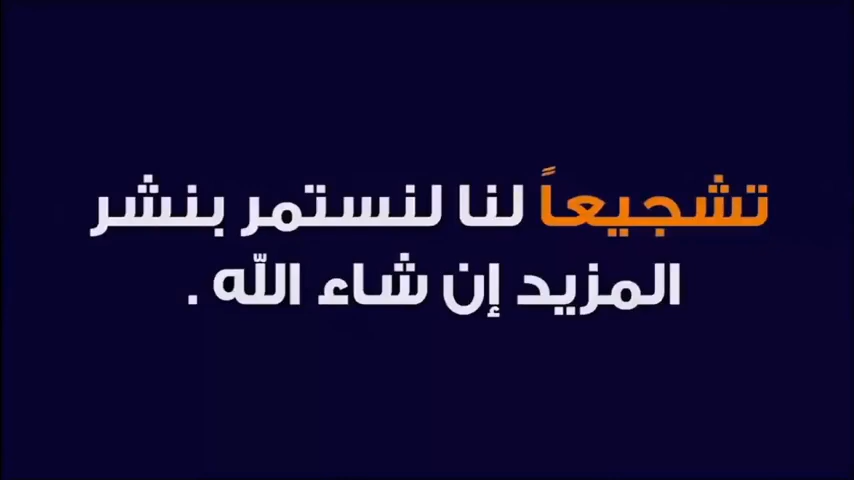 تشجيعاً لنا لنستمر بنشر
المزيد إن شاء الله .